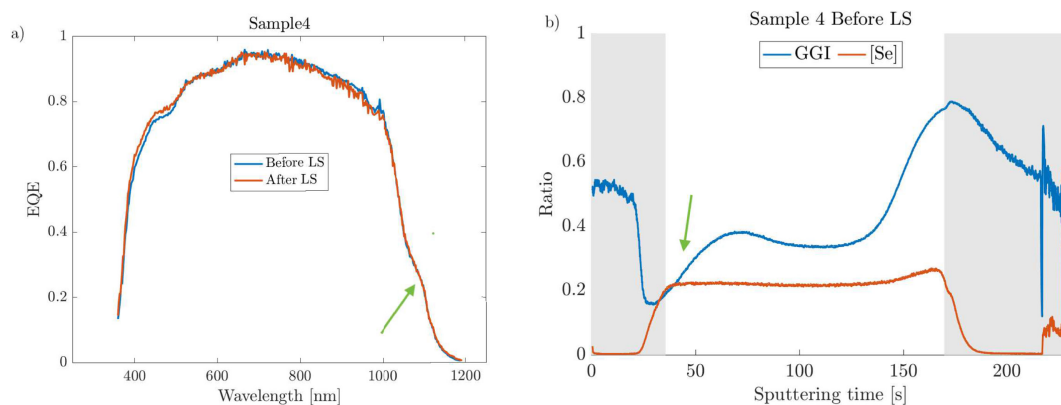 a)
Sample4
1
0.8
0.6
0.4
0.2
0
EQE
Before LS
After LS
400
600
800
1000
1200
Wavelength [nm]
b)
Sample 4 Before LS
GGI
[Se]
1
0.8
0.6
0.4
0.2
0
Ratio
0
50
100
150
200
Sputtering time [s]